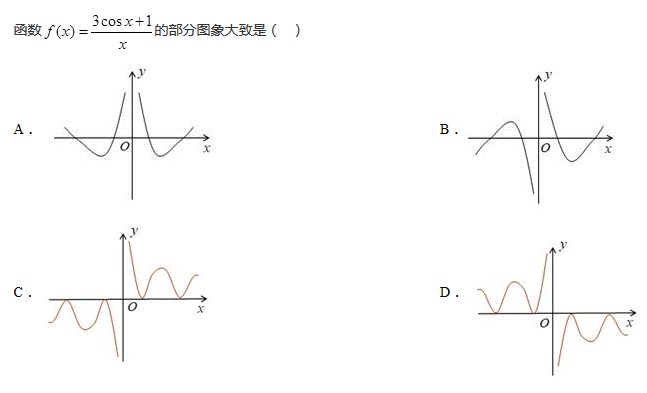 函数 f(x) = (3cos x+1)/x 的部分图象大致是（　）
A． y O x
B． y O x
C． y O x
D． y O x